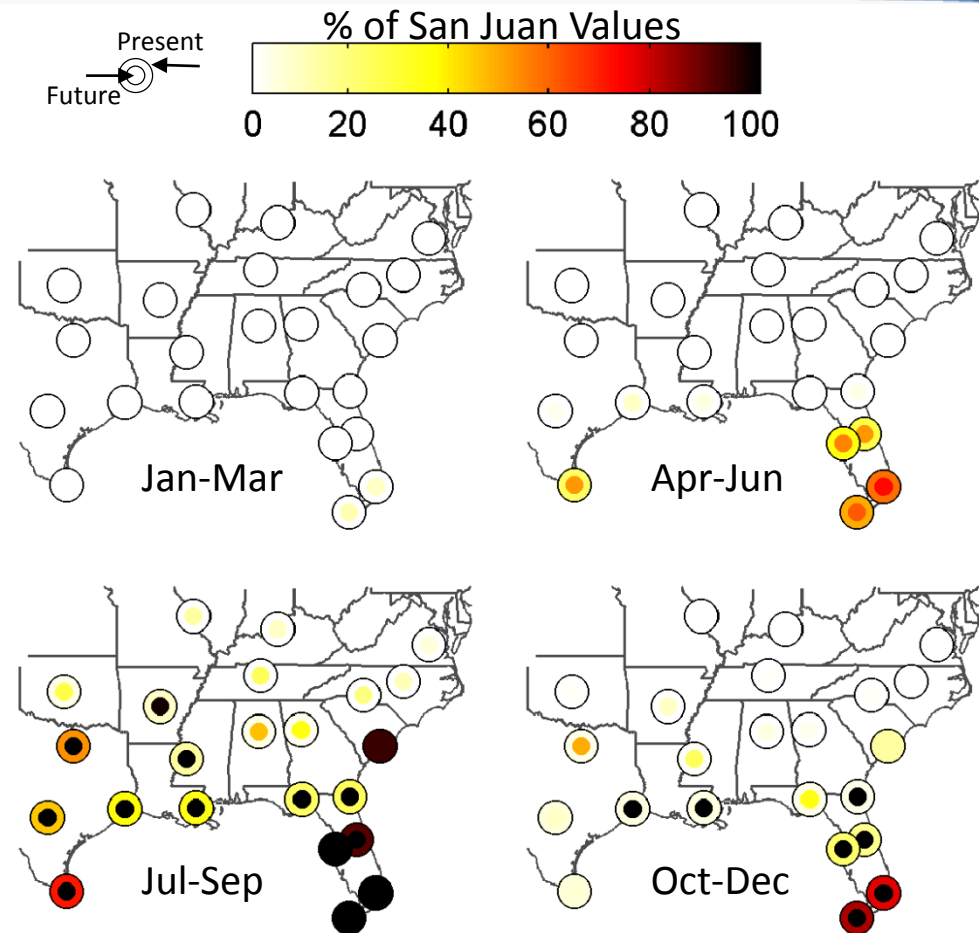 % of San Juan Values
Present
Future
0 20 40 60 80 100
Jan-Mar
Apr-Jun
Jul-Sep
Oct-Dec